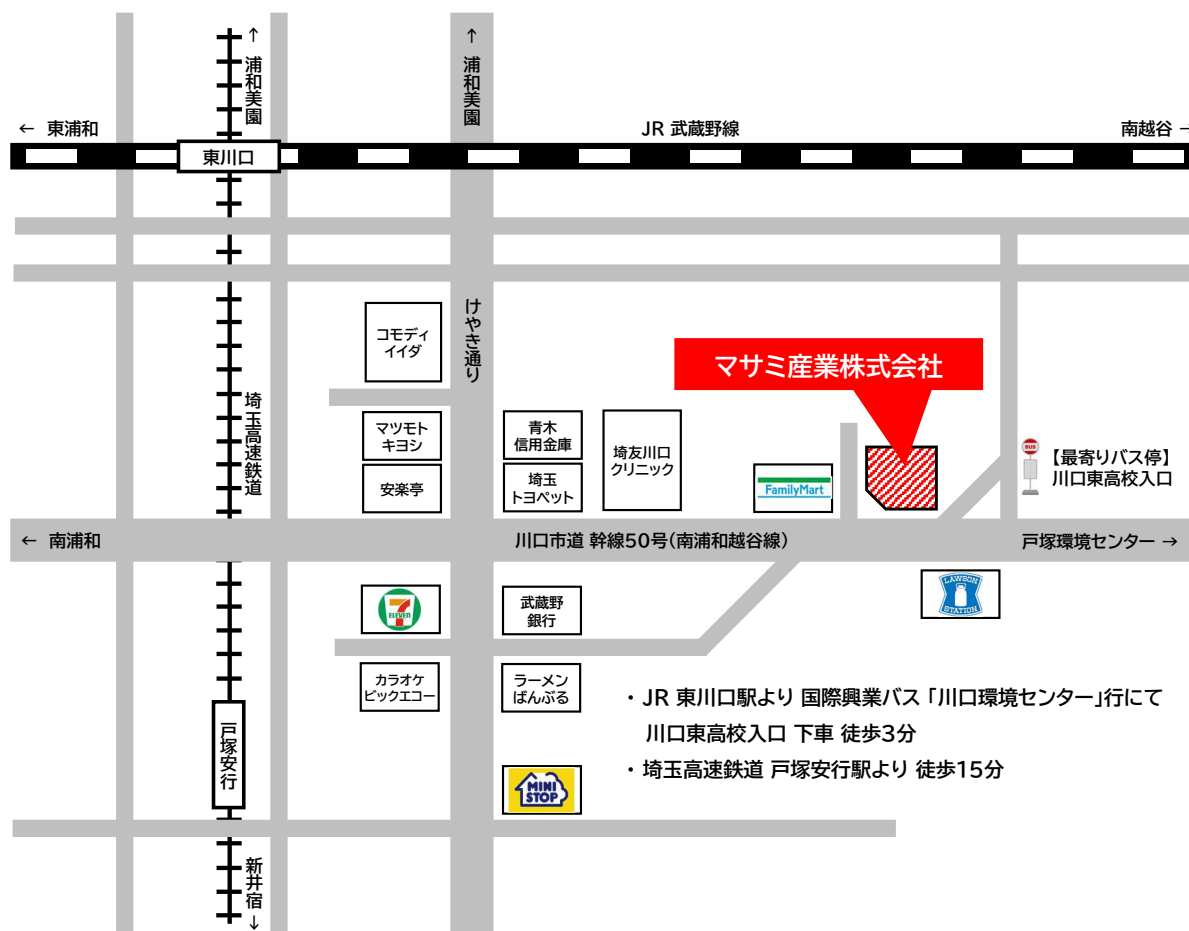 ↑
浦和美園
↑
浦和美園
← 東浦和
JR 武蔵野線
南越谷 →
東川口
けやき通り
コモディ
イイダ
マサミ産業株式会社
埼玉高速鉄道
マツモト
キヨシ
青木
信用金庫
埼友川口
クリニック
BUS
【最寄りバス停】
川口東高校入口
安楽亭
埼玉
トヨペット
FamilyMart
← 南浦和
川口市道 幹線50号(南浦和越谷線)
戸塚環境センター →
7
ELEVEN
武蔵野
銀行
LAWSON
STATION
カラオケ
ビックエコー
ラーメン
ばんぶる
・ JR 東川口駅より 国際興業バス 「川口環境センター」行にて
川口東高校入口 下車 徒歩3分
・ 埼玉高速鉄道 戸塚安行駅より 徒歩15分
戸塚安行
MINI
STOP
新井宿
↓